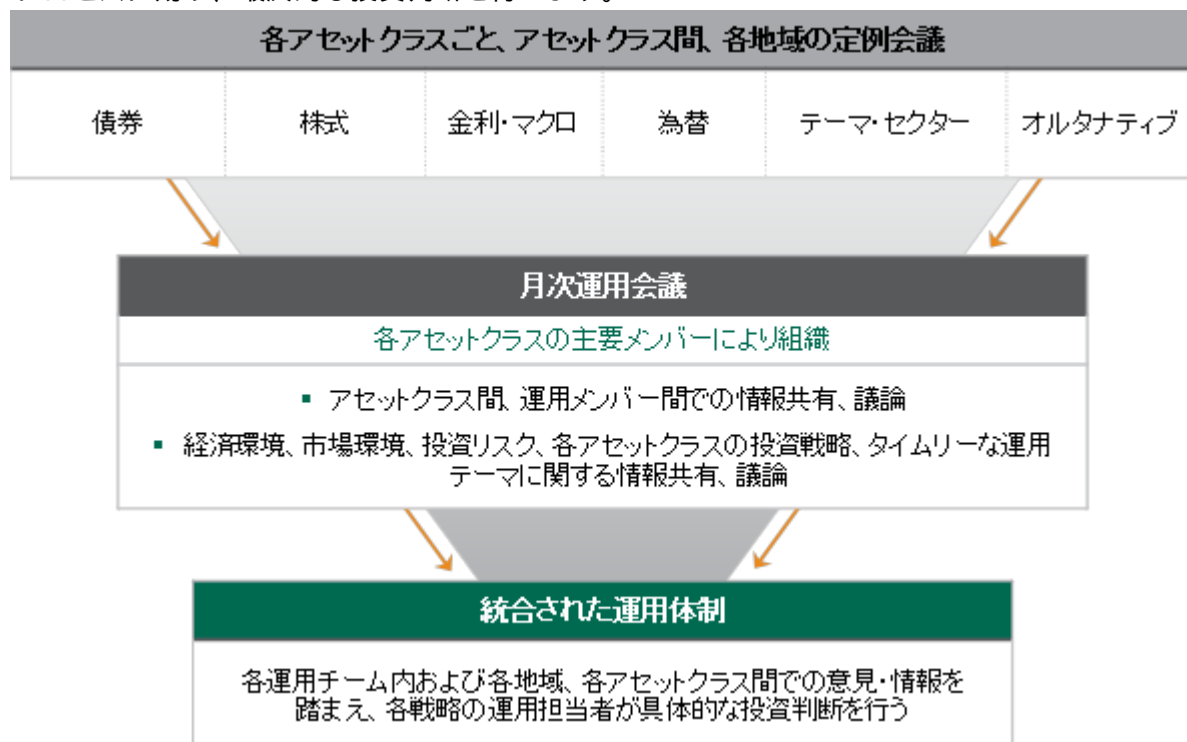 各アセットクラスごと、アセットクラス間、各地域の定例会議
債券 株式 金利・マクロ 為替 テーマ・セクター オルタナティブ
月次運用会議
各アセットクラスの主要メンバーにより組織
▪ アセットクラス間、運用メンバー間での情報共有、議論
▪ 経済環境、市場環境、投資リスク、各アセットクラスの投資戦略、タイムリーな運用
テーマに関する情報共有、議論
統合された運用体制
各運用チーム内および各地域、各アセットクラス間での意見・情報を
踏まえ、各戦略の運用担当者が具体的な投資判断を行う